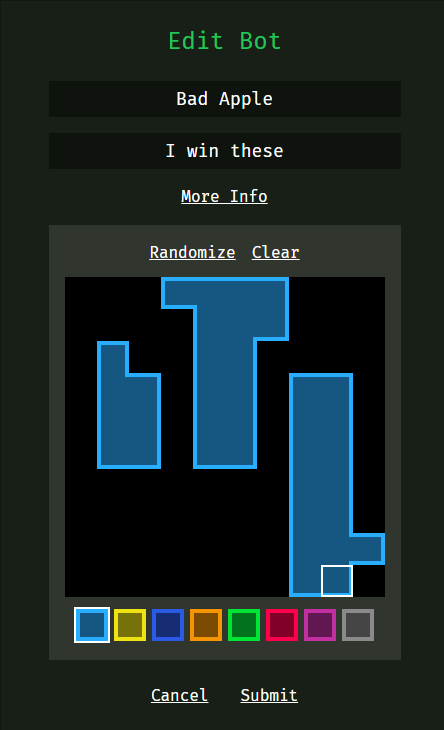 Edit Bot
Bad Apple
I win these
More Info
Randomize Clear
Cancel Submit